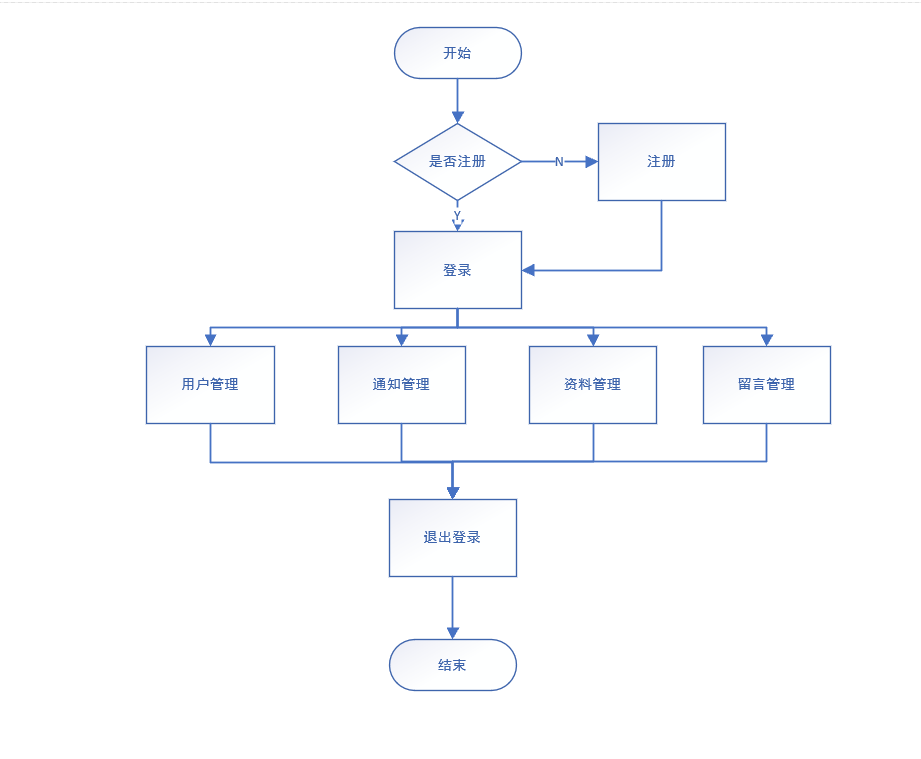 开始
是否注册
N
注册
Y
登录
用户管理
通知管理
资料管理
留言管理
退出登录
结束